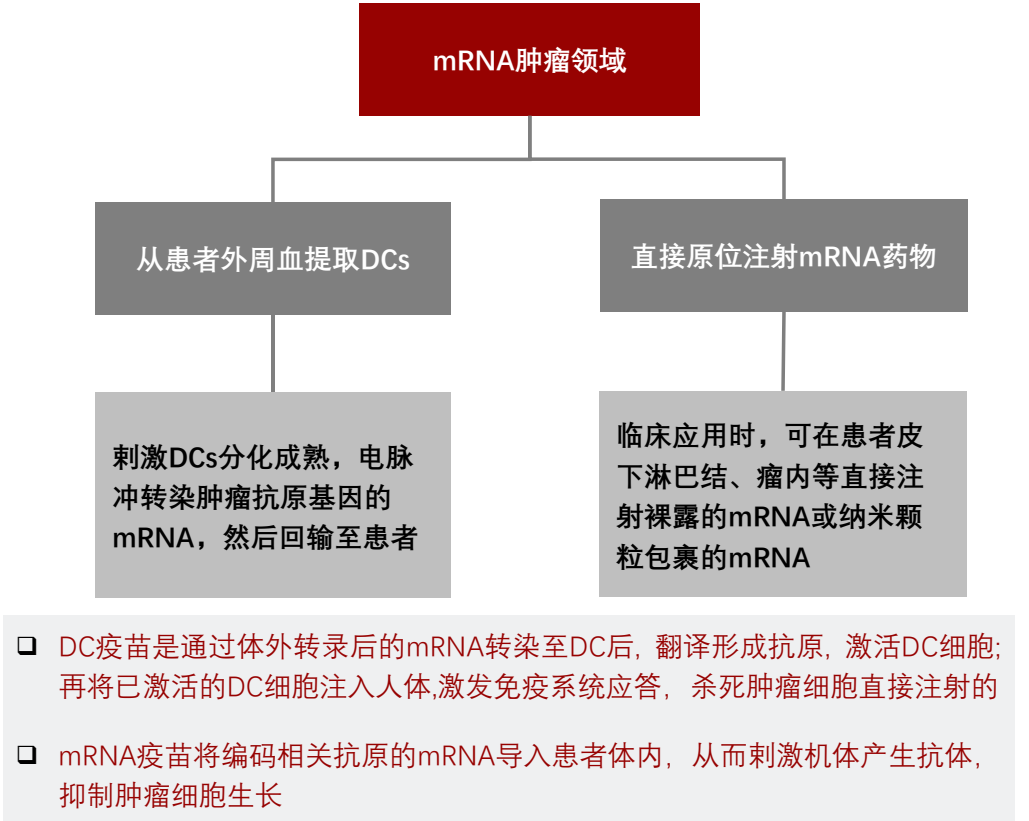 mRNA肿瘤领域
从患者外周血提取DCs
直接原位注射mRNA药物
刺激DCs分化成熟，电脉
冲转染肿瘤抗原基因的
mRNA，然后回输至患者
临床应用时，可在患者皮
下淋巴结、瘤内等直接注
射裸露的mRNA或纳米颗
粒包裹的mRNA
DC疫苗是通过体外转录后的mRNA转染至DC后, 翻译形成抗原, 激活DC细胞;
再将已激活的DC细胞注入人体,激发免疫系统应答, 杀死肿瘤细胞直接注射的
mRNA疫苗将编码相关抗原的mRNA导入患者体内, 从而刺激机体产生抗体,
抑制肿瘤细胞生长